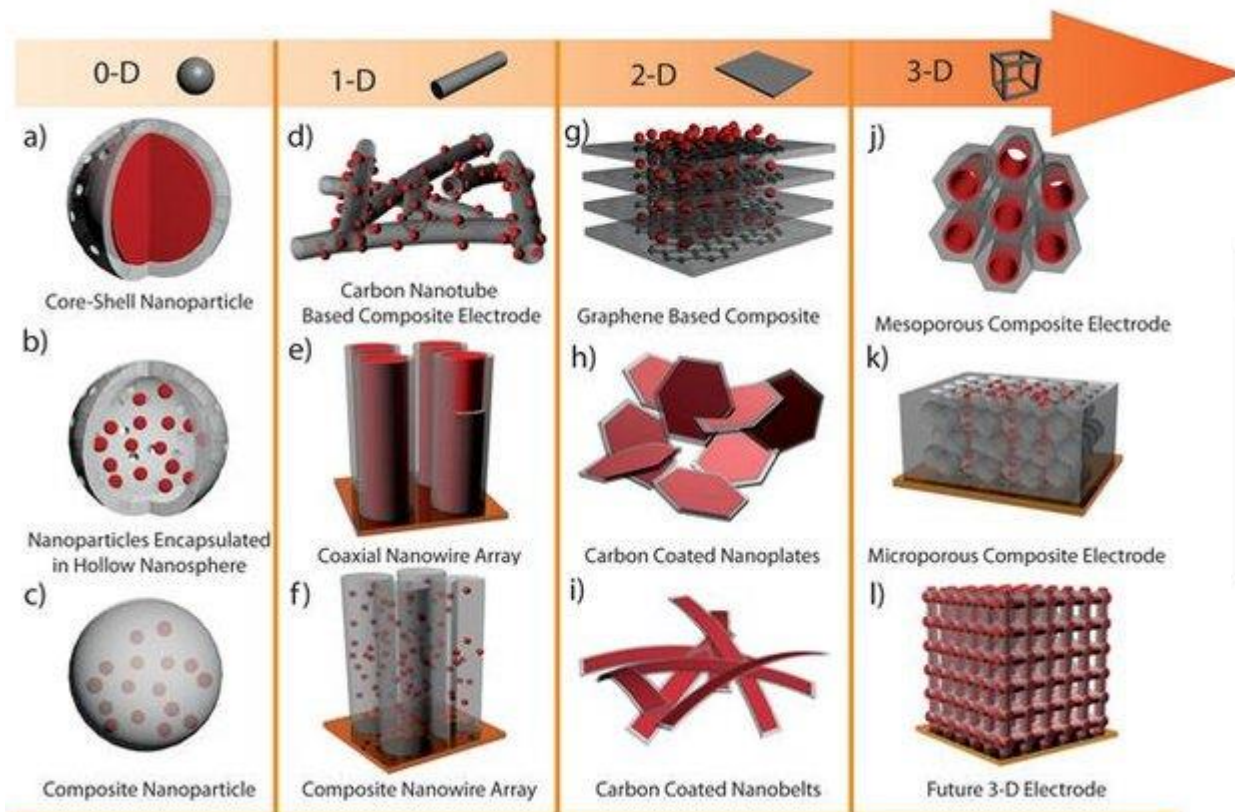 0-D
1-D
2-D
3-D
a)
Core-Shell Nanoparticle
b)
Nanoparticles Encapsulated
in Hollow Nanosphere
c)
Composite Nanoparticle
d)
Carbon Nanotube
Based Composite Electrode
e)
Coaxial Nanowire Array
f)
Composite Nanowire Array
g)
Graphene Based Composite
h)
Carbon Coated Nanoplates
i)
Carbon Coated Nanobelts
j)
Mesoporous Composite Electrode
k)
Microporous Composite Electrode
l)
Future 3-D Electrode